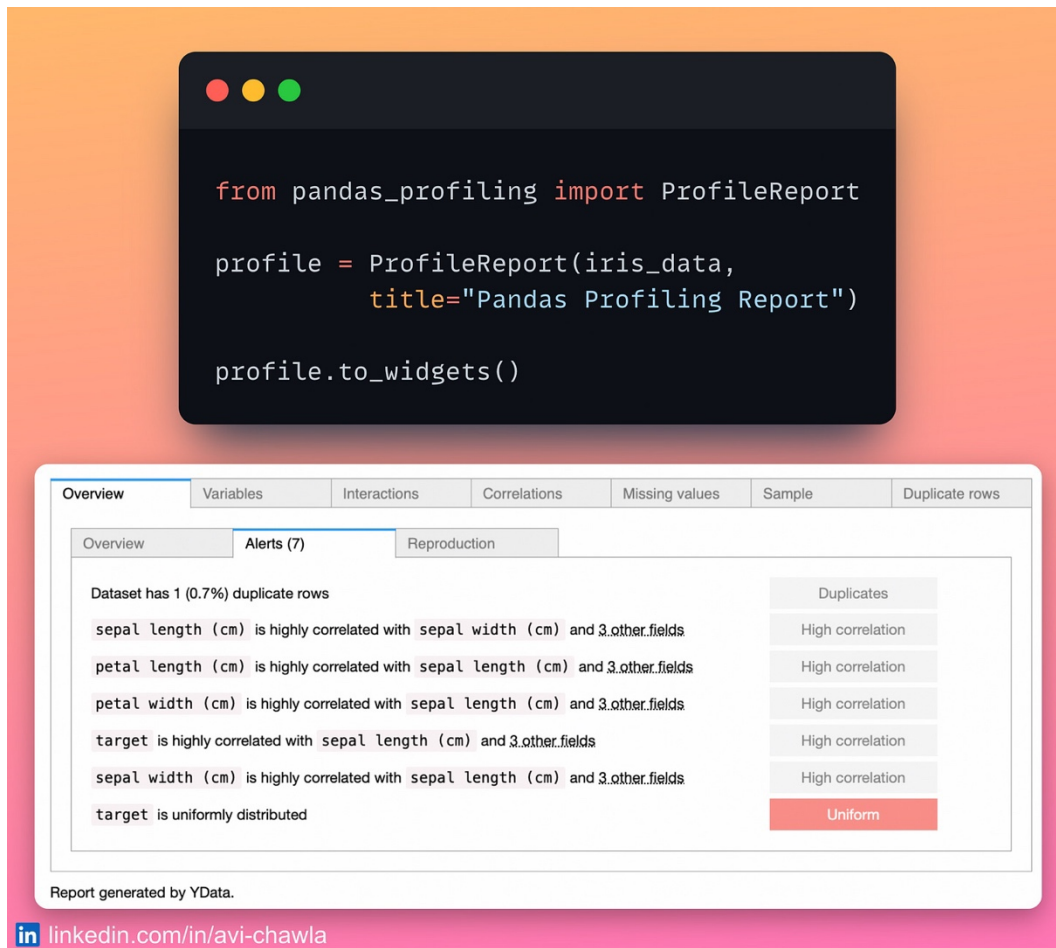 from pandas_profiling import ProfileReport
profile = ProfileReport(iris_data,
title="Pandas Profiling Report")
profile.to_widgets()
Overview Variables Interactions Correlations Missing values Sample Duplicate rows
Overview Alerts (7) Reproduction
Dataset has 1 (0.7%) duplicate rows Duplicates
sepal length (cm) is highly correlated with sepal width (cm) and 3 other fields High correlation
petal length (cm) is highly correlated with sepal length (cm) and 3 other fields High correlation
petal width (cm) is highly correlated with sepal length (cm) and 3 other fields High correlation
target is highly correlated with sepal length (cm) and 3 other fields High correlation
sepal width (cm) is highly correlated with sepal length (cm) and 3 other fields High correlation
target is uniformly distributed Uniform
Report generated by YData.
in linkedin.com/in/avi-chawla